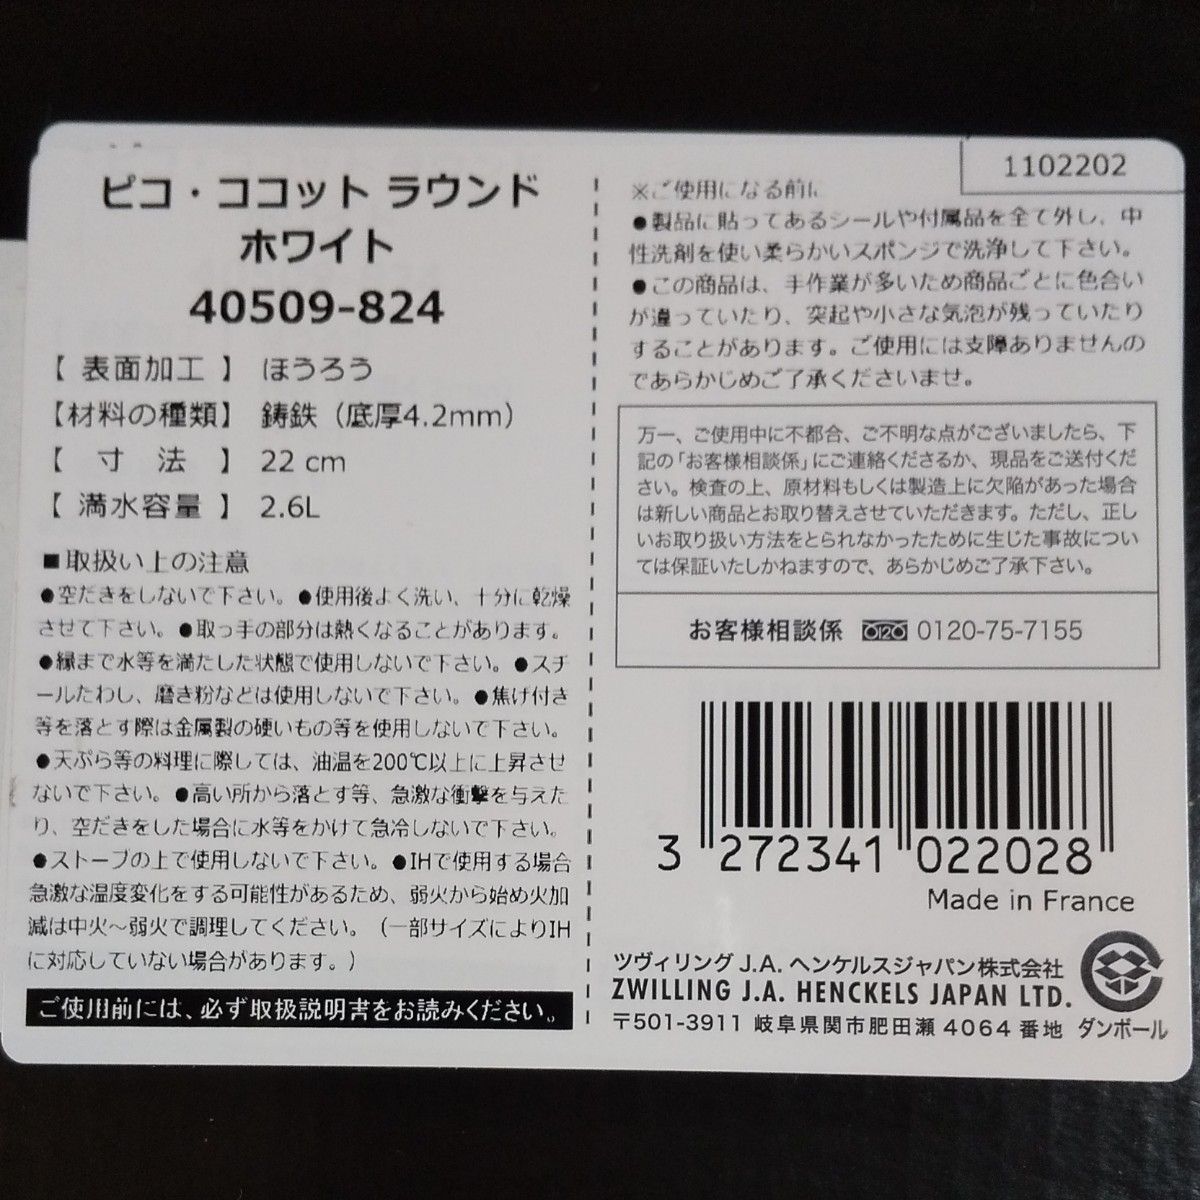 ピコ・ココット ラウンド
ホワイト
40509-824
【 表面加工 】 ほうろう
【材料の種類】 鋳鉄（底厚4.2mm）
【 寸 法 】 22 cm
【 満水容量 】 2.6L
■取扱い上の注意
●空だきをしないで下さい。●使用後よく洗い、十分に乾燥
させて下さい。●取っ手の部分は熱くなることがあります。
●縁まで水等を満たした状態で使用しないで下さい。●スチ
ールたわし、磨き粉などは使用しないで下さい。●焦げ付き
等を落とす際は金属製の硬いもの等を使用しないで下さい。
●天ぷら等の料理に際しては、油温を200℃以上に上昇させ
ないで下さい。●高い所から落とす等、急激な衝撃を与えた
り、空だきをした場合に水等をかけて急冷しないで下さい。
●ストーブの上で使用しないで下さい。●IHで使用する場合
急激な温度変化をする可能性があるため、弱火から始め火加
減は中火～弱火で調理してください。（一部サイズによりIH
に対応していない場合があります。）
ご使用前には、必ず取扱説明書をお読みください。
1102202
※ご使用になる前に
●製品に貼ってあるシールや付属品を全て外し、中
性洗剤を使い柔らかいスポンジで洗浄して下さい。
●この商品は、手作業が多いため商品ごとに色合い
が違っていたり、突起や小さな気泡が残っていたり
することがあります。ご使用には支障ありませんの
であらかじめご了承くださいませ。
万一、ご使用中に不都合、ご不明な点がございましたら、下
記の「お客様相談係」にご連絡くださるか、現品をご送付くだ
さい。検査の上、原材料もしくは製造上に欠陥があった場合
は新しい商品とお取り替えさせていただきます。ただし、正し
いお取り扱い方法をとられなかったために生じた事故につい
ては保証いたしかねますので、あらかじめご了承下さい。
お客様相談係 0120-75-7155
3 272341 022028
Made in France
ツヴィリング J.A. ヘンケルスジャパン株式会社
ZWILLING J.A. HENCKELS JAPAN LTD.
〒501-3911 岐阜県関市肥田瀬 4064 番地
ダンボール